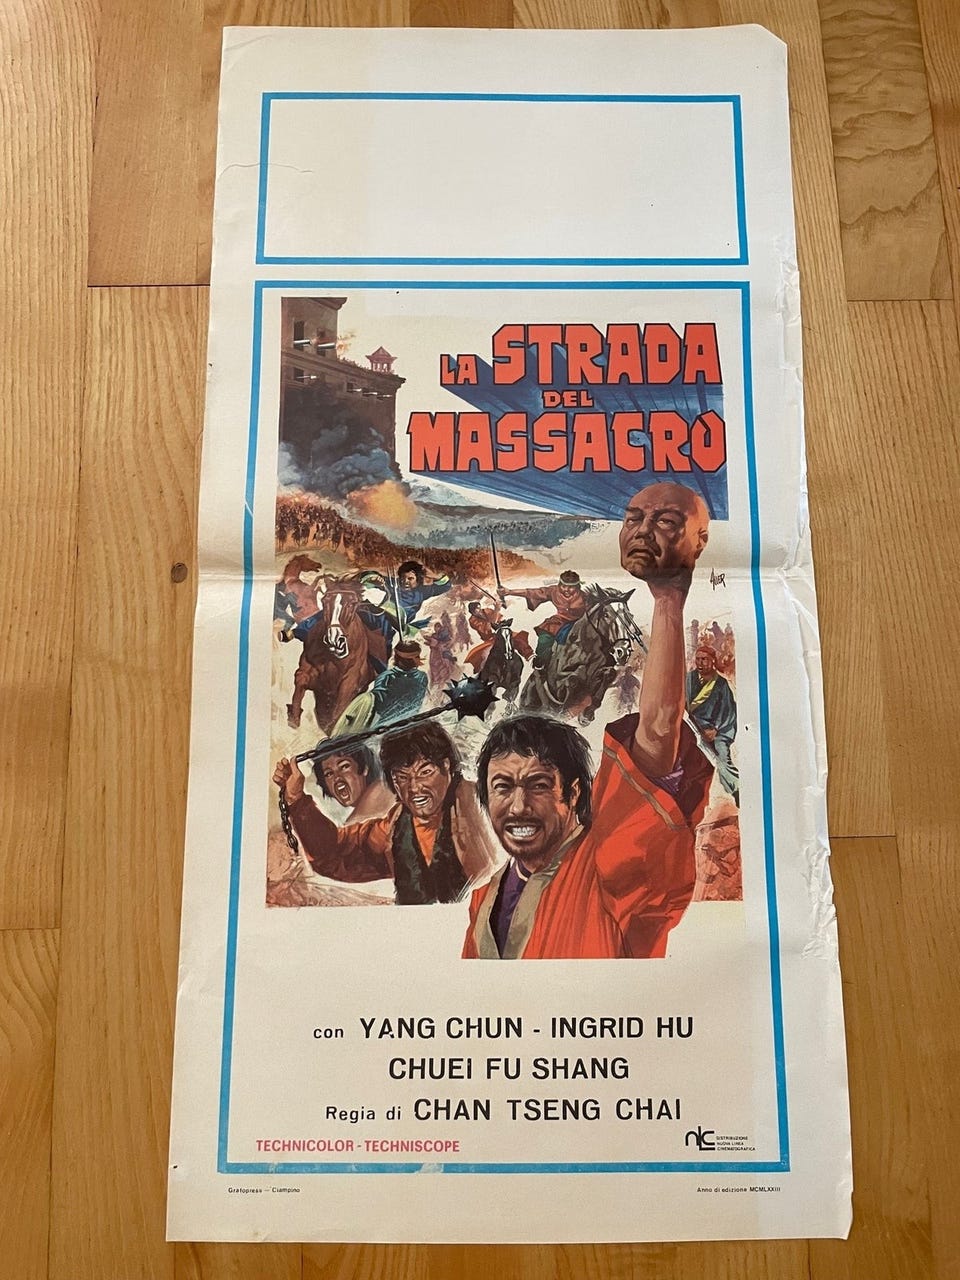 LA STRADA
DEL
MASSACRO
con YANG CHUN - INGRID HU
CHUEI FU SHANG
Regia di CHAN TSENG CHAI
TECHNICOLOR - TECHNISCOPE
nlc DISTRIBUZIONE
NUOVA LINEA
CINEMATOGRAFICA
Grafopress — Ciampino
Anno di edizione MCMLXXIII